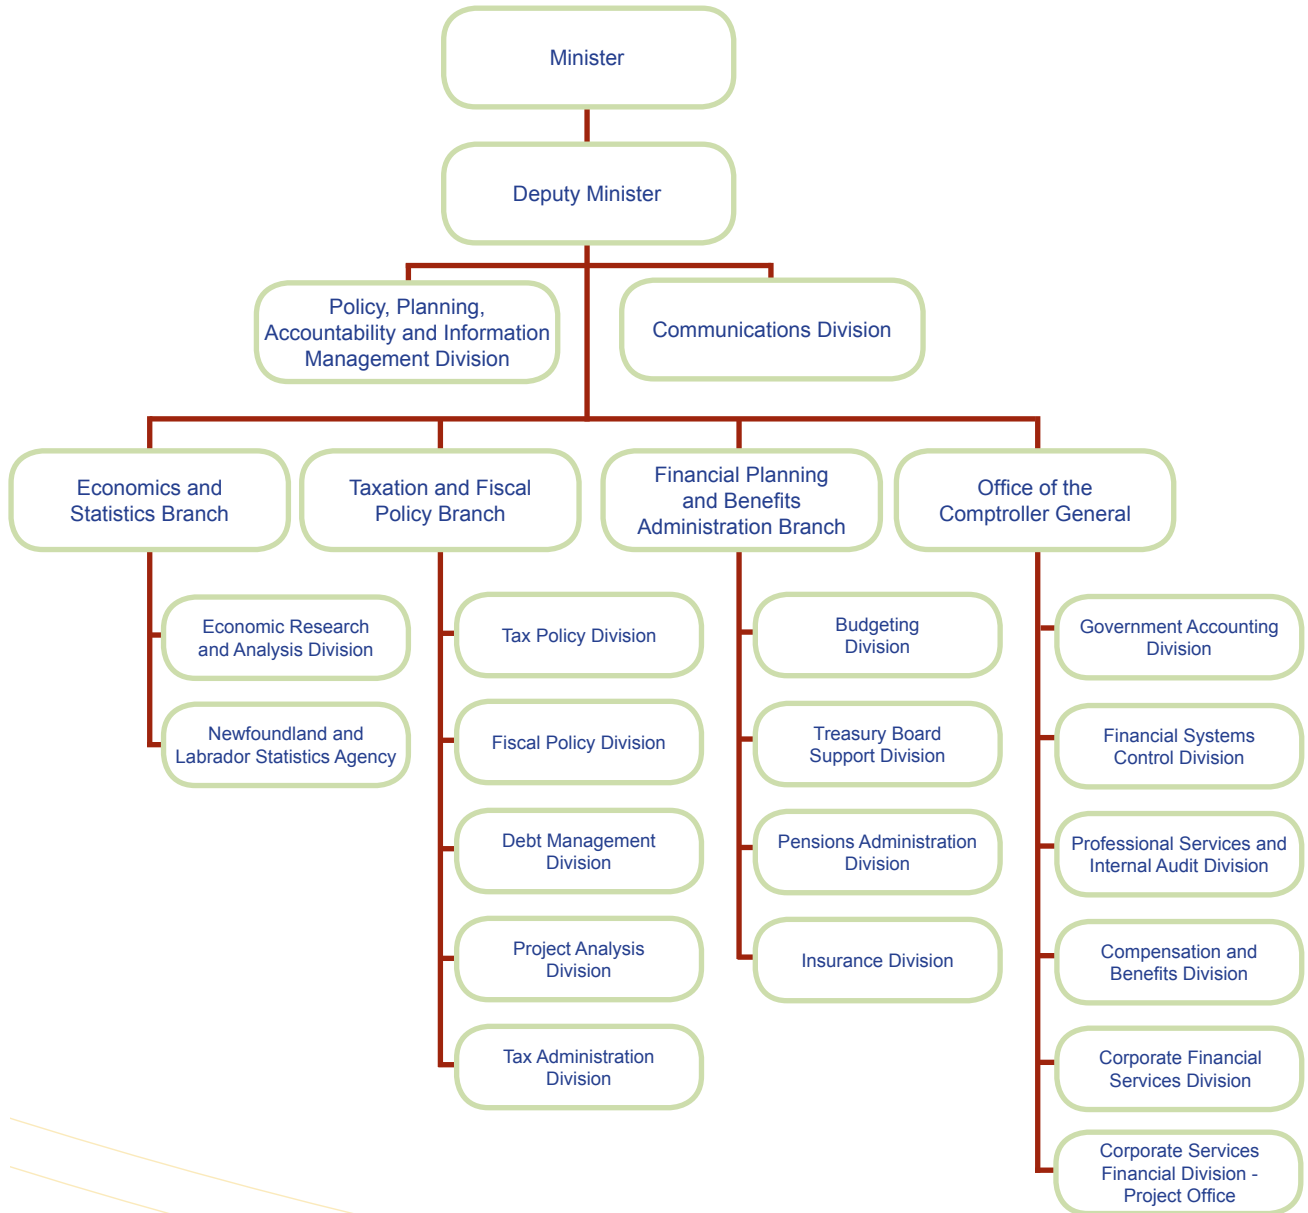 Minister
Deputy Minister
Policy, Planning,
Accountability and Information
Management Division
Communications Division
Economics and
Statistics Branch
Taxation and Fiscal
Policy Branch
Financial Planning
and Benefits
Administration Branch
Office of the
Comptroller General
Economic Research
and Analysis Division
Newfoundland and
Labrador Statistics Agency
Tax Policy Division
Fiscal Policy Division
Debt Management
Division
Project Analysis
Division
Tax Administration
Division
Budgeting
Division
Treasury Board
Support Division
Pensions Administration
Division
Insurance Division
Government Accounting
Division
Financial Systems
Control Division
Professional Services and
Internal Audit Division
Compensation and
Benefits Division
Corporate Financial
Services Division
Corporate Services
Financial Division -
Project Office